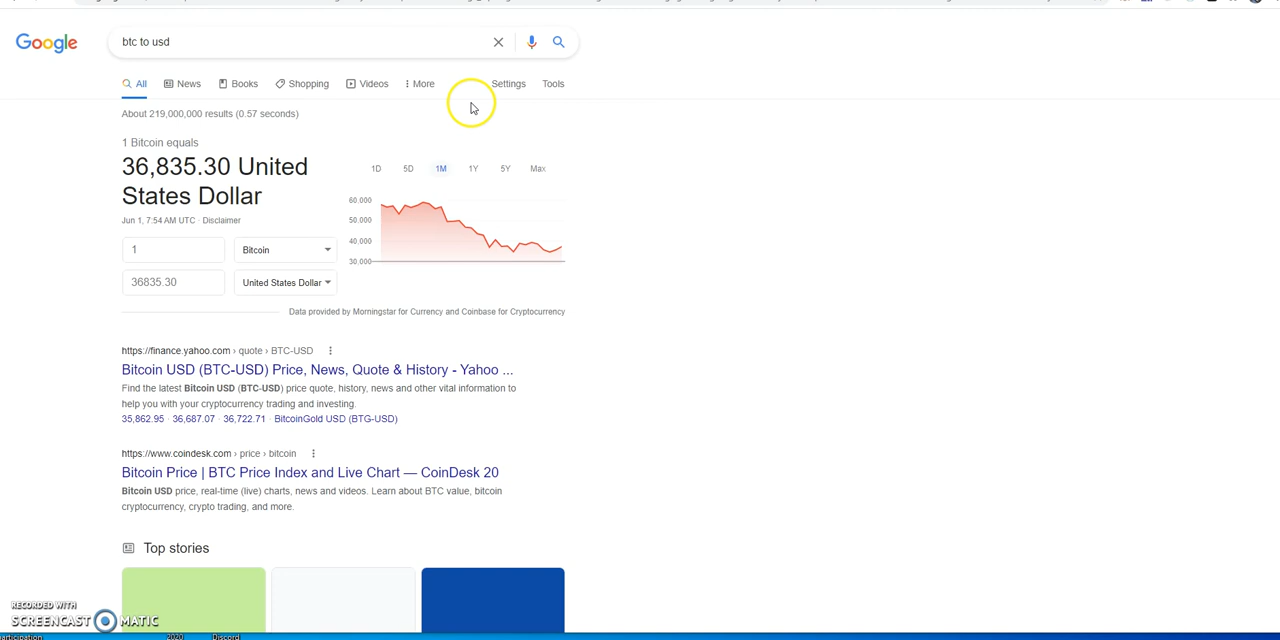 Google
btc to usd
All News Books Shopping Videos More Settings Tools
About 219,000,000 results (0.57 seconds)
1 Bitcoin equals
36,835.30 United
States Dollar
Jun 1, 7:54 AM UTC · Disclaimer
1 Bitcoin
36835.30 United States Dollar
1D 5D 1M 1Y 5Y Max
60,000
50,000
40,000
30,000
Data provided by Morningstar for Currency and Coinbase for Cryptocurrency
https://finance.yahoo.com › quote › BTC-USD
Bitcoin USD (BTC-USD) Price, News, Quote & History - Yahoo ...
Find the latest Bitcoin USD (BTC-USD) price quote, history, news and other vital information to
help you with your cryptocurrency trading and investing.
35,862.95 · 36,687.07 · 36,722.71 · BitcoinGold USD (BTG-USD)
https://www.coindesk.com › price › bitcoin
Bitcoin Price | BTC Price Index and Live Chart — CoinDesk 20
Bitcoin USD price, real-time (live) charts, news and videos. Learn about BTC value, bitcoin
cryptocurrency, crypto trading, and more.
Top stories
RECORDED WITH
SCREENCAST MATIC
articipation 2020 Discord